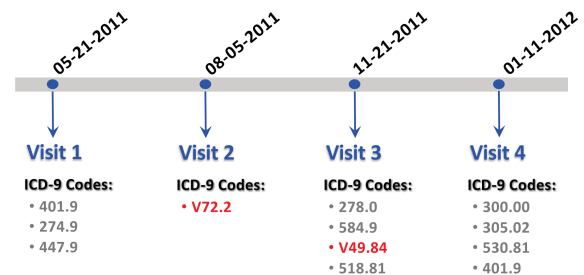 05-21-2011
08-05-2011
11-21-2011
01-11-2012
Visit 1
Visit 2
Visit 3
Visit 4
ICD-9 Codes:
• 401.9
• 274.9
• 447.9
ICD-9 Codes:
• V72.2
ICD-9 Codes:
• 278.0
• 584.9
• V49.84
• 518.81
ICD-9 Codes:
• 300.00
• 305.02
• 530.81
• 401.9